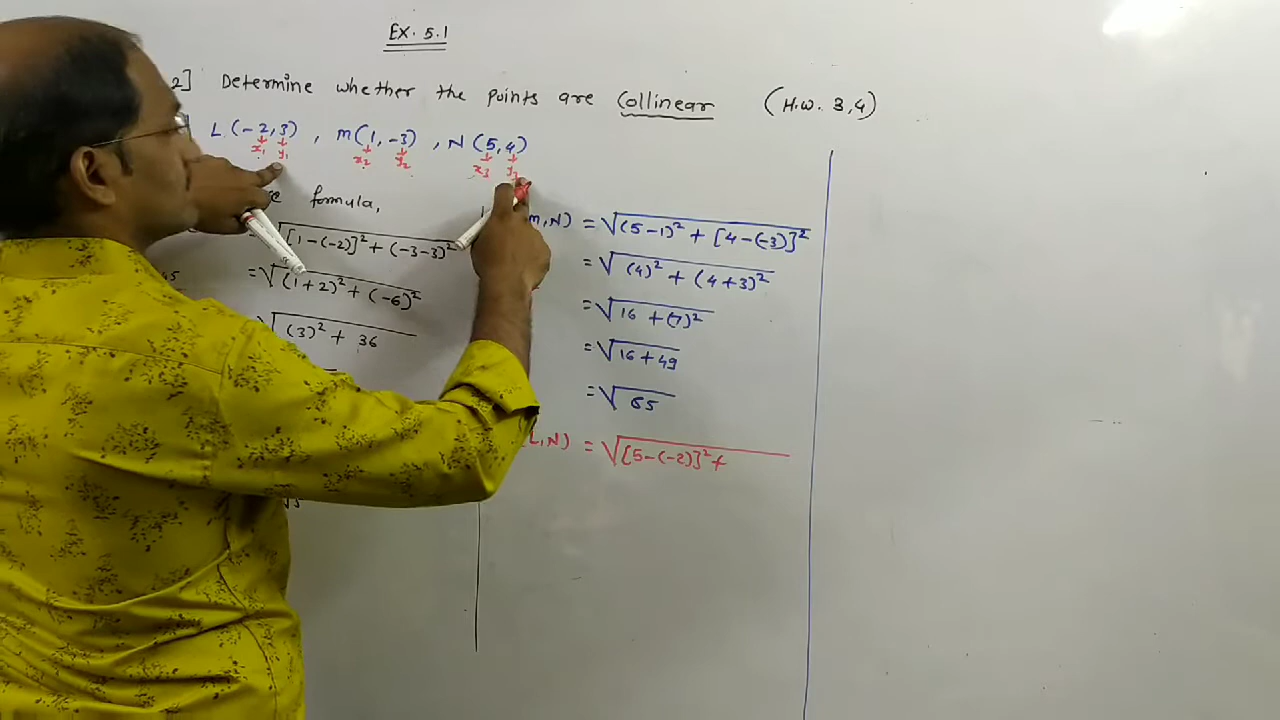 EX. 5.1
2] Determine whether the points are Collinear (H.W. 3,4)
L (-2,3) , M(1,-3) , N (5,4)
x₁ y₁ x₂ y₂ x₃ y₃
formula,
= √[1-(-2)]² + (-3-3)²
= √(1+2)² + (-6)²
√(3)² + 36
(M,N) = √(5-1)² + [4-(-3)]²
= √(4)² + (4+3)²
= √16 + (7)²
= √16+49
= √65
(L,N) = √[5-(-2)]² +